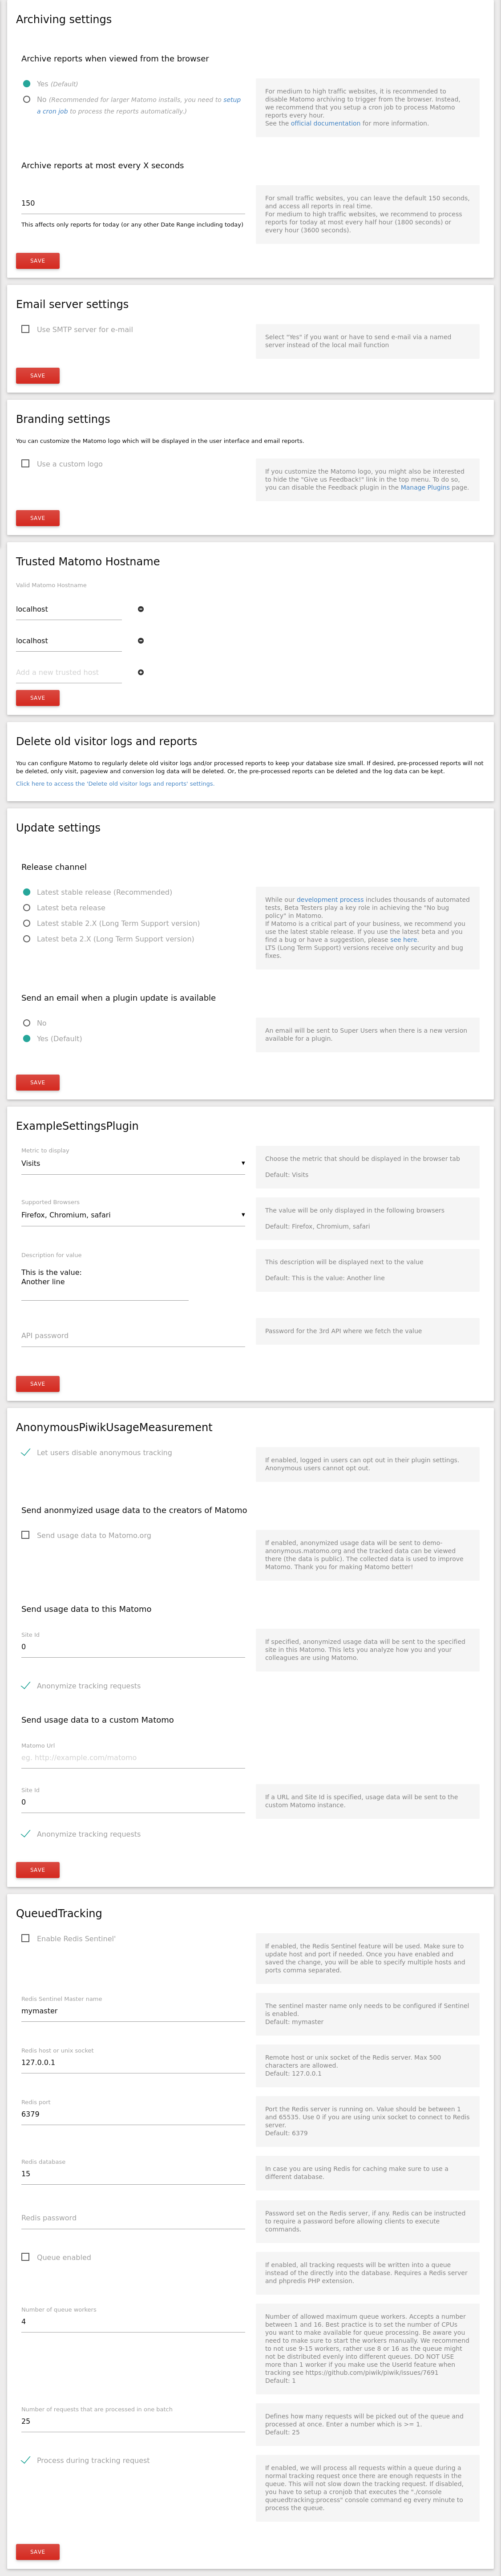 Archiving settings
Archive reports when viewed from the browser
Yes (Default)
No (Recommended for larger Matomo installs, you need to setup
a cron job to process the reports automatically.)
For medium to high traffic websites, it is recommended to
disable Matomo archiving to trigger from the browser. Instead,
we recommend that you setup a cron job to process Matomo
reports every hour.
See the official documentation for more information.
Archive reports at most every X seconds
150
This affects only reports for today (or any other Date Range including today)
For small traffic websites, you can leave the default 150 seconds,
and access all reports in real time.
For medium to high traffic websites, we recommend to process
reports for today at most every half hour (1800 seconds) or
every hour (3600 seconds).
SAVE
Email server settings
Use SMTP server for e-mail
Select "Yes" if you want or have to send e-mail via a named
server instead of the local mail function
SAVE
Branding settings
You can customize the Matomo logo which will be displayed in the user interface and email reports.
Use a custom logo
If you customize the Matomo logo, you might also be interested
to hide the "Give us Feedback!" link in the top menu. To do so,
you can disable the Feedback plugin in the Manage Plugins page.
SAVE
Trusted Matomo Hostname
Valid Matomo Hostname
localhost
localhost
Add a new trusted host
SAVE
Delete old visitor logs and reports
You can configure Matomo to regularly delete old visitor logs and/or processed reports to keep your database size small. If desired, pre-processed reports will not
be deleted, only visit, pageview and conversion log data will be deleted. Or, the pre-processed reports can be deleted and the log data can be kept.
Click here to access the 'Delete old visitor logs and reports' settings.
Update settings
Release channel
Latest stable release (Recommended)
Latest beta release
Latest stable 2.X (Long Term Support version)
Latest beta 2.X (Long Term Support version)
While our development process includes thousands of automated
tests, Beta Testers play a key role in achieving the "No bug
policy" in Matomo.
If Matomo is a critical part of your business, we recommend you
use the latest stable release. If you use the latest beta and you
find a bug or have a suggestion, please see here.
LTS (Long Term Support) versions receive only security and bug
fixes.
Send an email when a plugin update is available
No
Yes (Default)
An email will be sent to Super Users when there is a new version
available for a plugin.
SAVE
ExampleSettingsPlugin
Metric to display
Visits
Choose the metric that should be displayed in the browser tab
Default: Visits
Supported Browsers
Firefox, Chromium, safari
The value will be only displayed in the following browsers
Default: Firefox, Chromium, safari
Description for value
This is the value:
Another line
This description will be displayed next to the value
Default: This is the value: Another line
API password
Password for the 3rd API where we fetch the value
SAVE
AnonymousPiwikUsageMeasurement
Let users disable anonymous tracking
If enabled, logged in users can opt out in their plugin settings.
Anonymous users cannot opt out.
Send anonmyized usage data to the creators of Matomo
Send usage data to Matomo.org
If enabled, anonymized usage data will be sent to demo-
anonymous.matomo.org and the tracked data can be viewed
there (the data is public). The collected data is used to improve
Matomo. Thank you for making Matomo better!
Send usage data to this Matomo
Site Id
0
If specified, anonymized usage data will be sent to the specified
site in this Matomo. This lets you analyze how you and your
colleagues are using Matomo.
Anonymize tracking requests
Send usage data to a custom Matomo
Matomo Url
eg. http://example.com/matomo
Site Id
0
If a URL and Site Id is specified, usage data will be sent to the
custom Matomo instance.
Anonymize tracking requests
SAVE
QueuedTracking
Enable Redis Sentinel'
If enabled, the Redis Sentinel feature will be used. Make sure to
update host and port if needed. Once you have enabled and
saved the change, you will be able to specify multiple hosts and
ports comma separated.
Redis Sentinel Master name
mymaster
The sentinel master name only needs to be configured if Sentinel
is enabled.
Default: mymaster
Redis host or unix socket
127.0.0.1
Remote host or unix socket of the Redis server. Max 500
characters are allowed.
Default: 127.0.0.1
Redis port
6379
Port the Redis server is running on. Value should be between 1
and 65535. Use 0 if you are using unix socket to connect to Redis
server.
Default: 6379
Redis database
15
In case you are using Redis for caching make sure to use a
different database.
Redis password
Password set on the Redis server, if any. Redis can be instructed
to require a password before allowing clients to execute
commands.
Queue enabled
If enabled, all tracking requests will be written into a queue
instead of the directly into the database. Requires a Redis server
and phpredis PHP extension.
Number of queue workers
4
Number of allowed maximum queue workers. Accepts a number
between 1 and 16. Best practice is to set the number of CPUs
you want to make available for queue processing. Be aware you
need to make sure to start the workers manually. We recommend
to not use 9-15 workers, rather use 8 or 16 as the queue might
not be distributed evenly into different queues. DO NOT USE
more than 1 worker if you make use the UserId feature when
tracking see https://github.com/piwik/piwik/issues/7691
Default: 1
Number of requests that are processed in one batch
25
Defines how many requests will be picked out of the queue and
processed at once. Enter a number which is >= 1.
Default: 25
Process during tracking request
If enabled, we will process all requests within a queue during a
normal tracking request once there are enough requests in the
queue. This will not slow down the tracking request. If disabled,
you have to setup a cronjob that executes the "./console
queuedtracking:process" console command eg every minute to
process the queue.
SAVE